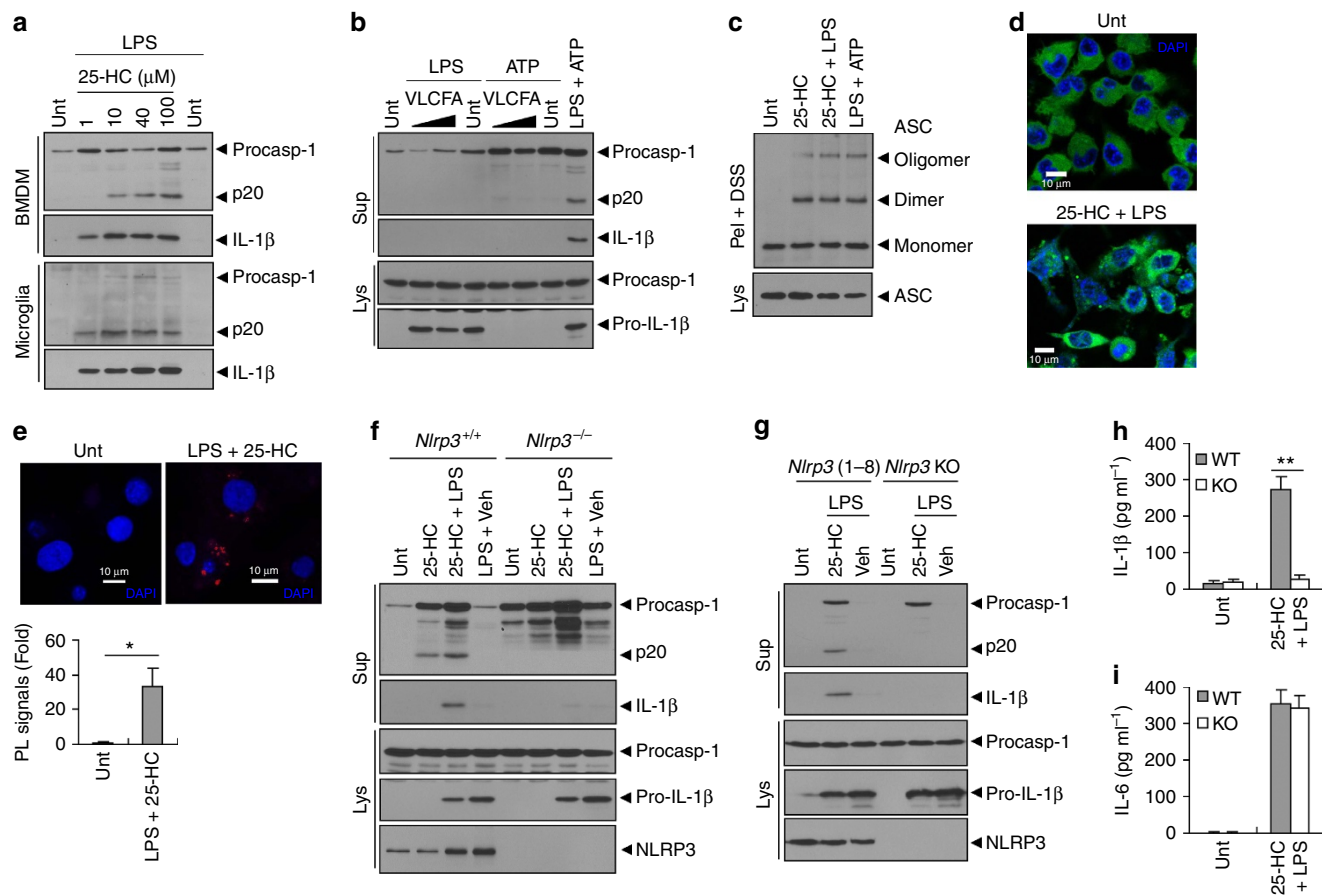 a
LPS
25-HC (μM)
Unt
1
10
40
100
Unt
BMDM
Procasp-1
p20
IL-1β
Microglia
Procasp-1
p20
IL-1β
b
LPS
ATP
VLCFA
VLCFA
Unt
Unt
Unt
LPS + ATP
Sup
Procasp-1
p20
IL-1β
Lys
Procasp-1
Pro-IL-1β
c
Unt
25-HC
25-HC + LPS
LPS + ATP
ASC
Pel + DSS
Oligomer
Dimer
Monomer
Lys
ASC
d
Unt
DAPI
10 μm
25-HC + LPS
10 μm
e
Unt
LPS + 25-HC
10 μm
DAPI
10 μm
DAPI
PL signals (Fold)
60
40
20
0
*
Unt
LPS + 25-HC
f
Nlrp3+/+
Nlrp3−/−
Unt
25-HC
25-HC + LPS
LPS + Veh
Unt
25-HC
25-HC + LPS
LPS + Veh
Sup
Procasp-1
p20
IL-1β
Lys
Procasp-1
Pro-IL-1β
NLRP3
g
Nlrp3 (1–8)
Nlrp3 KO
LPS
LPS
Unt
25-HC
Veh
Unt
25-HC
Veh
Sup
Procasp-1
p20
IL-1β
Lys
Procasp-1
Pro-IL-1β
NLRP3
h
IL-1β (pg ml−1)
400
300
200
100
0
WT
KO
**
Unt
25-HC
+ LPS
i
IL-6 (pg ml−1)
400
300
200
100
0
WT
KO
Unt
25-HC
+ LPS